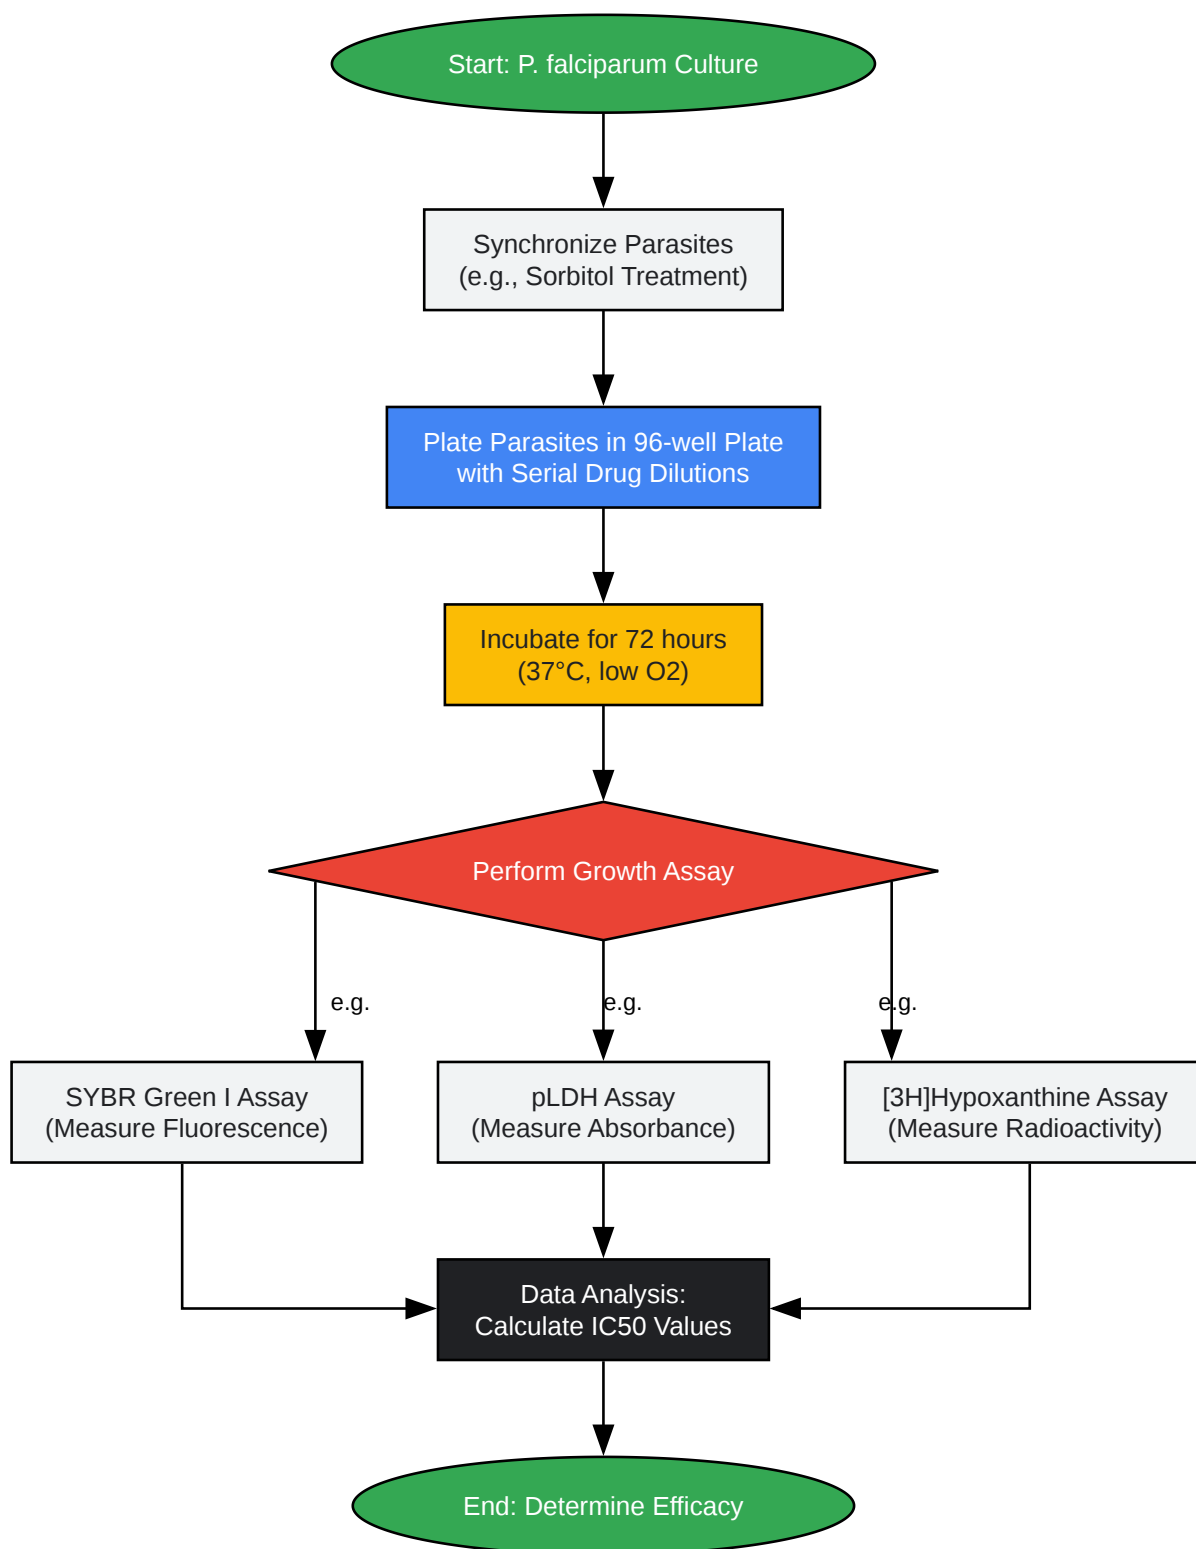 Start: P. falciparum Culture
Synchronize Parasites
(e.g., Sorbitol Treatment)
Plate Parasites in 96-well Plate
with Serial Drug Dilutions
Incubate for 72 hours
(37°C, low O2)
Perform Growth Assay
e.g.
e.g.
e.g.
SYBR Green I Assay
(Measure Fluorescence)
pLDH Assay
(Measure Absorbance)
[3H]Hypoxanthine Assay
(Measure Radioactivity)
Data Analysis:
Calculate IC50 Values
End: Determine Efficacy